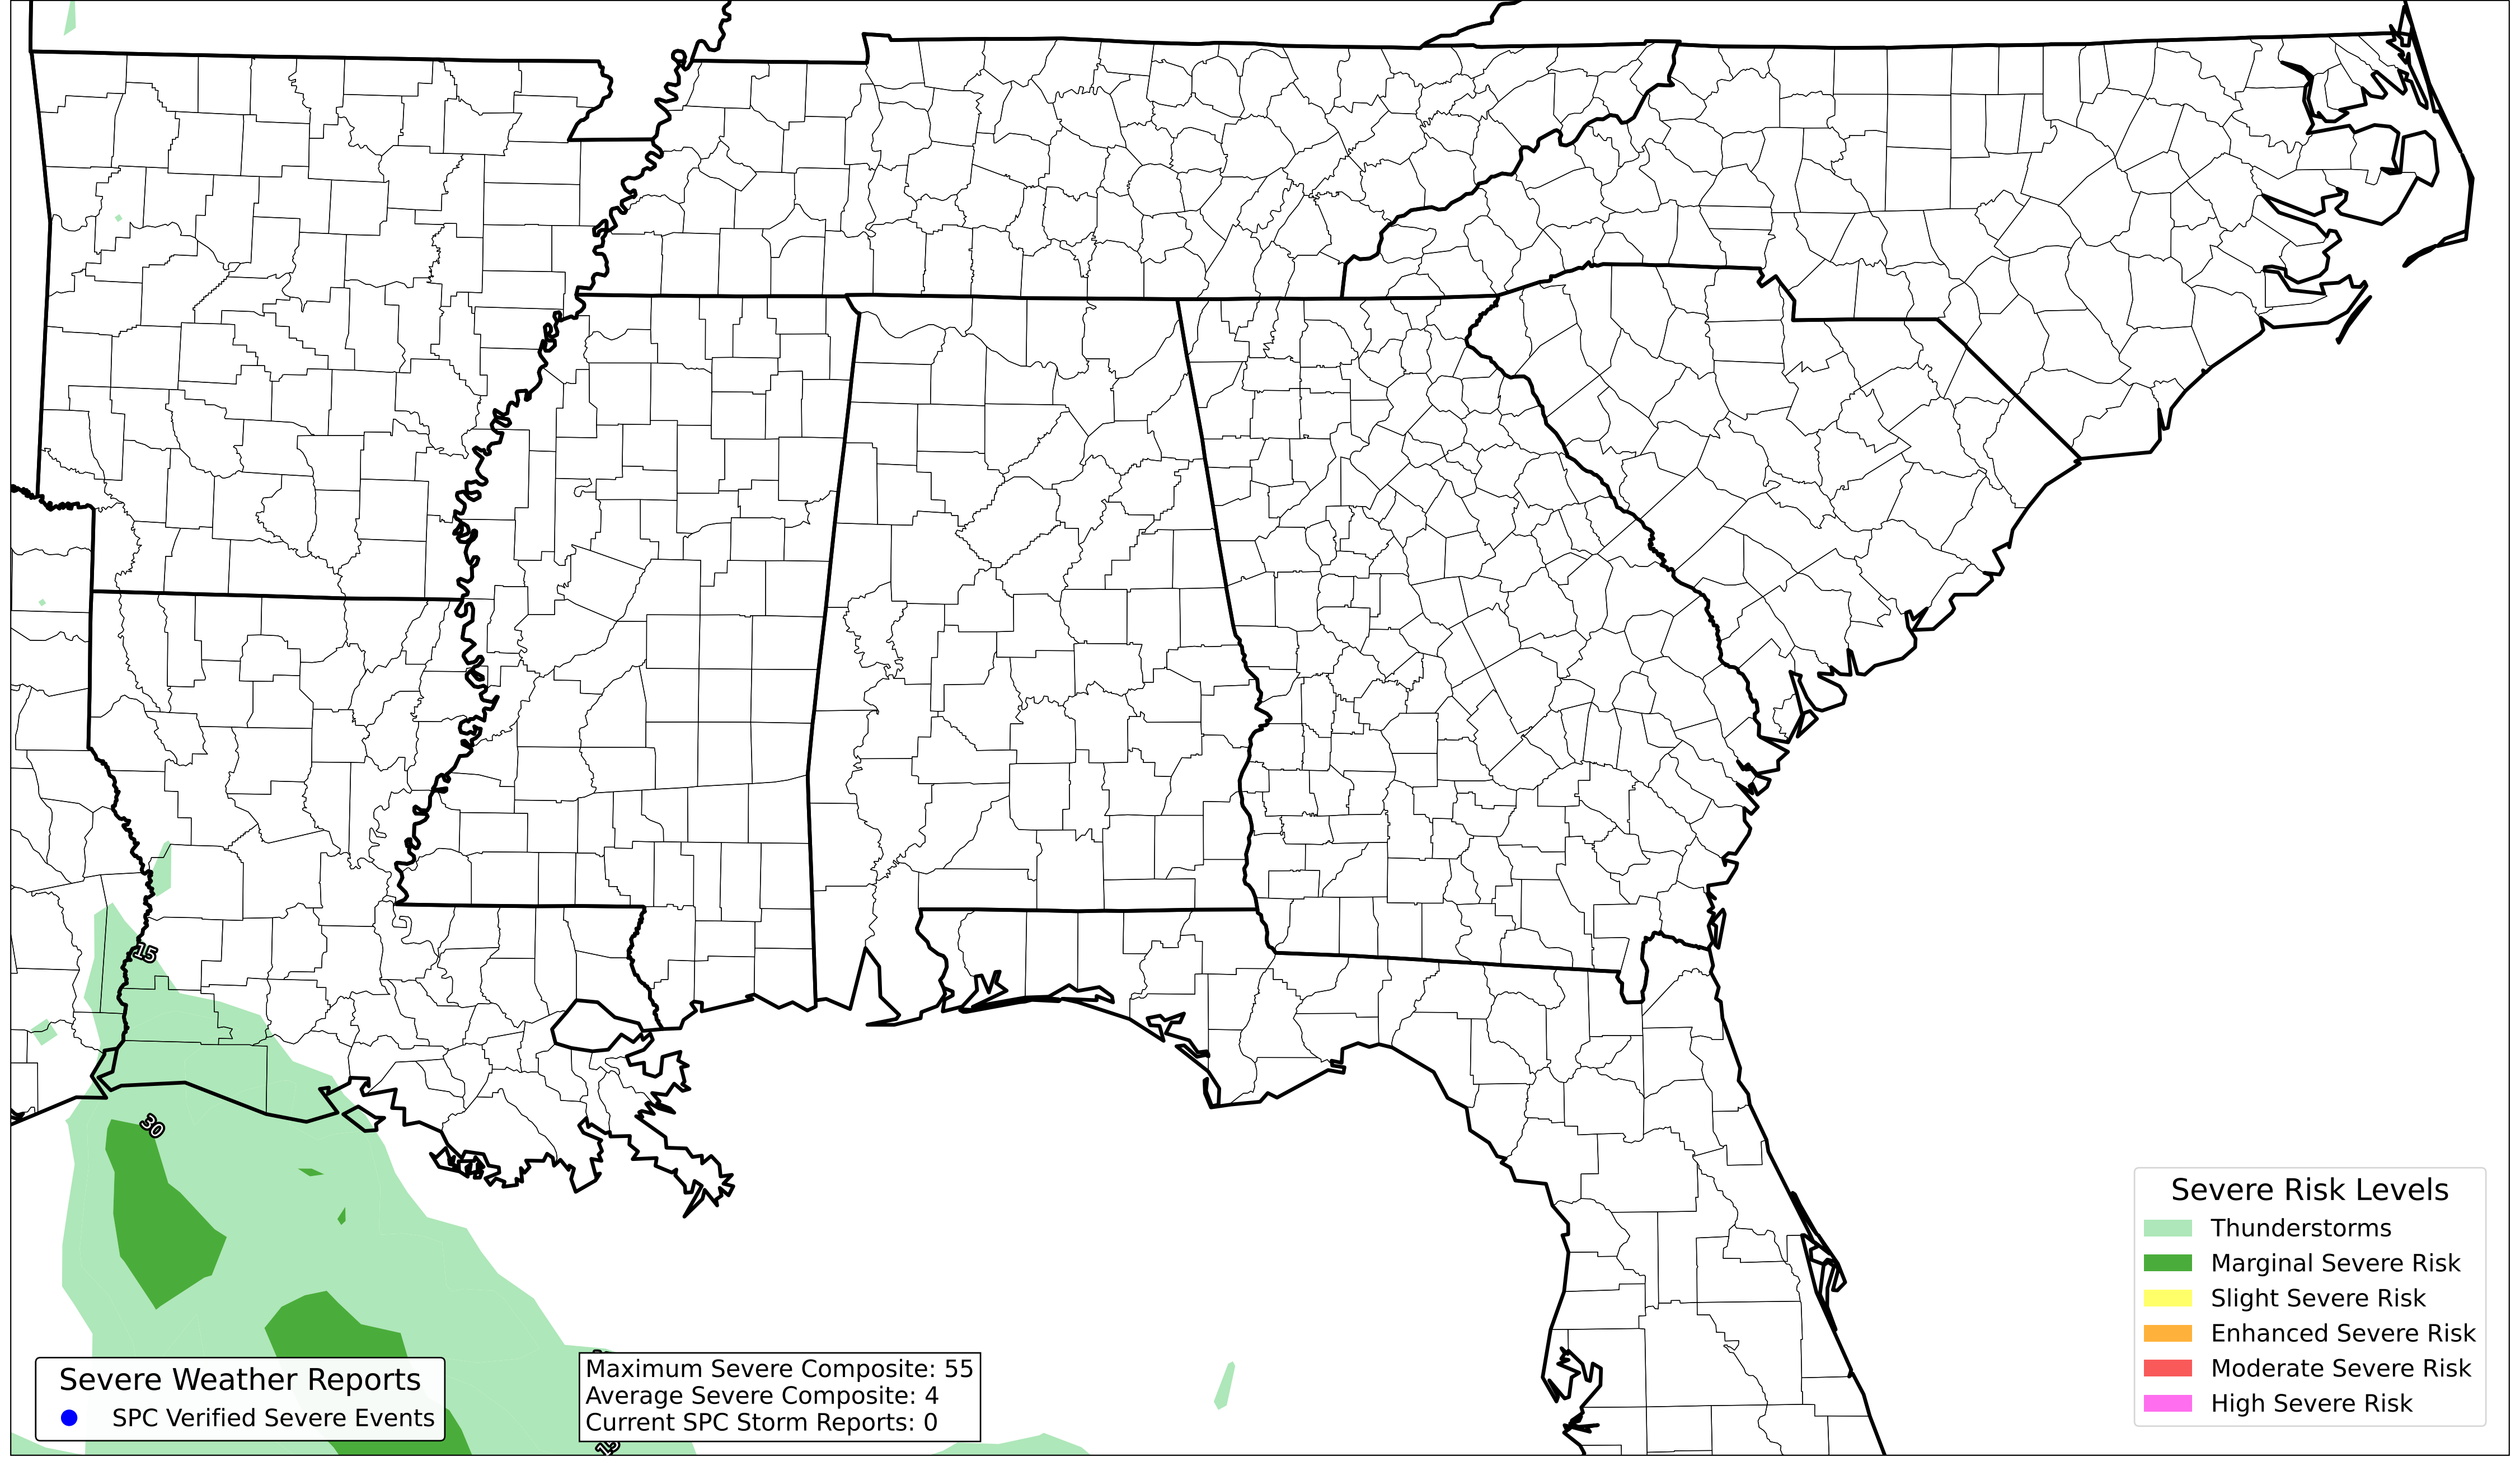 15
30
Severe Weather Reports
SPC Verified Severe Events
Maximum Severe Composite: 55
Average Severe Composite: 4
Current SPC Storm Reports: 0
15
Severe Risk Levels
Thunderstorms
Marginal Severe Risk
Slight Severe Risk
Enhanced Severe Risk
Moderate Severe Risk
High Severe Risk